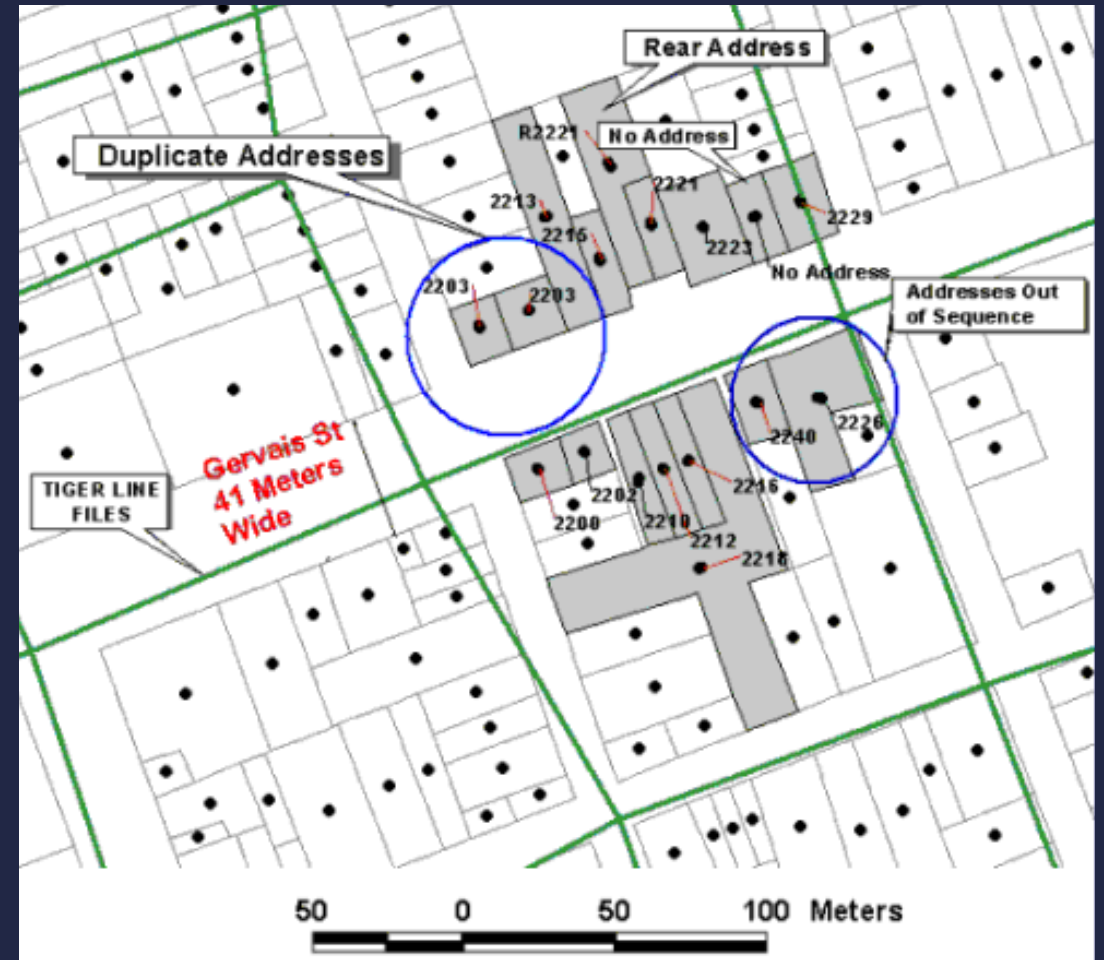 Rear Address
R2221
No Address
Duplicate Addresses
2221
2213
2229
2215
2223
No Address
2203
2203
Addresses Out
of Sequence
2226
2240
Gervais St
41 Meters
Wide
TIGER LINE
FILES
2202
2216
2200
2210
2212
50 0 50 100 Meters